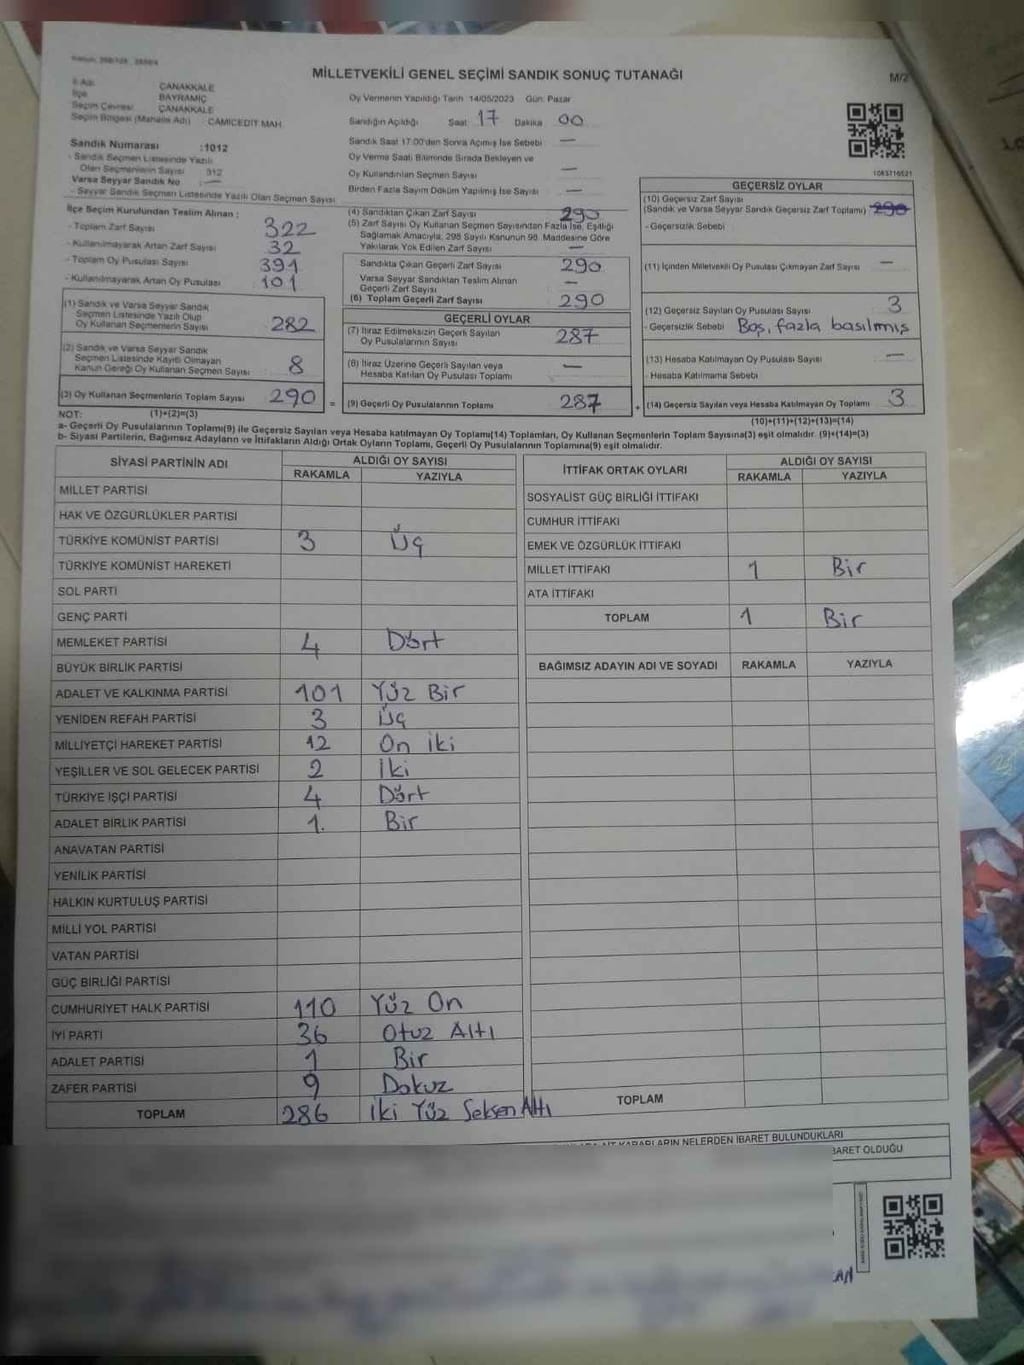 MİLLETVEKİLİ GENEL SEÇİMİ SANDIK SONUÇ TUTANAĞI
M/2
İl Adı ÇANAKKALE
İlçe BAYRAMİÇ
Seçim Çevresi ÇANAKKALE
Seçim Bölgesi (Mahalle Adı) : CAMİCEDİT MAH.
Oy Vermenin Yapıldığı Tarih 14/05/2023 Gün: Pazar
Sandığın Açıldığı Saat 17 Dakika 00
Sandık Numarası :1012
- Sandık Seçmen Listesinde Yazılı
Olan Seçmenlerin Sayısı 312
Varsa Seyyar Sandık No : —
- Seyyar Sandık Seçmen Listesinde Yazılı Olan Seçmen Sayısı
Sandık Saat 17.00'den Sonra Açılmış İse Sebebi —
Oy Verme Saati Bitiminde Sırada Bekleyen ve
Oy Kullandırılan Seçmen Sayısı —
Birden Fazla Sayım Döküm Yapılmış İse Sayısı —
1083716521
İlçe Seçim Kurulundan Teslim Alınan :
- Toplam Zarf Sayısı 322
- Kullanılmayarak Artan Zarf Sayısı 32
- Toplam Oy Pusulası Sayısı 391
- Kullanılmayarak Artan Oy Pusulası 101
(1) Sandık ve Varsa Seyyar Sandık
Seçmen Listesinde Yazılı Olup
Oy Kullanan Seçmenlerin Sayısı 282
(2) Sandık ve Varsa Seyyar Sandık
Seçmen Listesinde Kayıtlı Olmayan
Kanun Gereği Oy Kullanan Seçmen Sayısı 8
(3) Oy Kullanan Seçmenlerin Toplam Sayısı 290 =
(4) Sandıktan Çıkan Zarf Sayısı 290
(5) Zarf Sayısı Oy Kullanan Seçmen Sayısından Fazla İse, Eşitliği
Sağlamak Amacıyla, 298 Sayılı Kanunun 98. Maddesine Göre
Yakılarak Yok Edilen Zarf Sayısı —
Sandıkta Çıkan Geçerli Zarf Sayısı 290
Varsa Seyyar Sandıktan Teslim Alınan
Geçerli Zarf Sayısı —
(6) Toplam Geçerli Zarf Sayısı 290
GEÇERLİ OYLAR
(7) İtiraz Edilmeksizin Geçerli Sayılan
Oy Pusulalarının Sayısı 287
(8) İtiraz Üzerine Geçerli Sayılan veya
Hesaba Katılan Oy Pusulası Toplamı —
(9) Geçerli Oy Pusulalarının Toplamı 287 +
GEÇERSİZ OYLAR
(10) Geçersiz Zarf Sayısı
(Sandık ve Varsa Seyyar Sandık Geçersiz Zarf Toplamı) 290
- Geçersizlik Sebebi
(11) İçinden Milletvekili Oy Pusulası Çıkmayan Zarf Sayısı —
(12) Geçersiz Sayılan Oy Pusulası Sayısı 3
- Geçersizlik Sebebi Boş, fazla basılmış
(13) Hesaba Katılmayan Oy Pusulası Sayısı —
- Hesaba Katılmama Sebebi
(14) Geçersiz Sayılan veya Hesaba Katılmayan Oy Toplamı 3
(10)+(11)+(12)+(13)=(14)
NOT: (1)+(2)=(3)
a- Geçerli Oy Pusulalarının Toplamı(9) ile Geçersiz Sayılan veya Hesaba katılmayan Oy Toplamı(14) Toplamları, Oy Kullanan Seçmenlerin Toplam Sayısına(3) eşit olmalıdır. (9)+(14)=(3)
b- Siyasi Partilerin, Bağımsız Adayların ve İttifakların Aldığı Ortak Oyların Toplamı, Geçerli Oy Pusulalarının Toplamına(9) eşit olmalıdır.
SİYASİ PARTİNİN ADI ALDIĞI OY SAYISI
RAKAMLA YAZIYLA
MİLLET PARTİSİ
HAK VE ÖZGÜRLÜKLER PARTİSİ
TÜRKİYE KOMÜNİST PARTİSİ 3 Üç
TÜRKİYE KOMÜNİST HAREKETİ
SOL PARTİ
GENÇ PARTİ
MEMLEKET PARTİSİ 4 Dört
BÜYÜK BİRLİK PARTİSİ
ADALET VE KALKINMA PARTİSİ 101 Yüz Bir
YENİDEN REFAH PARTİSİ 3 Üç
MİLLİYETÇİ HAREKET PARTİSİ 12 On İki
YEŞİLLER VE SOL GELECEK PARTİSİ 2 İki
TÜRKİYE İŞÇİ PARTİSİ 4 Dört
ADALET BİRLİK PARTİSİ 1. Bir
ANAVATAN PARTİSİ
YENİLİK PARTİSİ
HALKIN KURTULUŞ PARTİSİ
MİLLİ YOL PARTİSİ
VATAN PARTİSİ
GÜÇ BİRLİĞİ PARTİSİ
CUMHURİYET HALK PARTİSİ 110 Yüz On
İYİ PARTİ 36 Otuz Altı
ADALET PARTİSİ 1 Bir
ZAFER PARTİSİ 9 Dokuz
TOPLAM 286 İki Yüz Seksen Altı
İTTİFAK ORTAK OYLARI ALDIĞI OY SAYISI
RAKAMLA YAZIYLA
SOSYALİST GÜÇ BİRLİĞİ İTTİFAKI
CUMHUR İTTİFAKI
EMEK VE ÖZGÜRLÜK İTTİFAKI
MİLLET İTTİFAKI 1 Bir
ATA İTTİFAKI
TOPLAM 1 Bir
BAĞIMSIZ ADAYIN ADI VE SOYADI RAKAMLA YAZIYLA
TOPLAM
KARARLARIN NELERDEN İBARET BULUNDUKLARI
BARET OLDUĞU